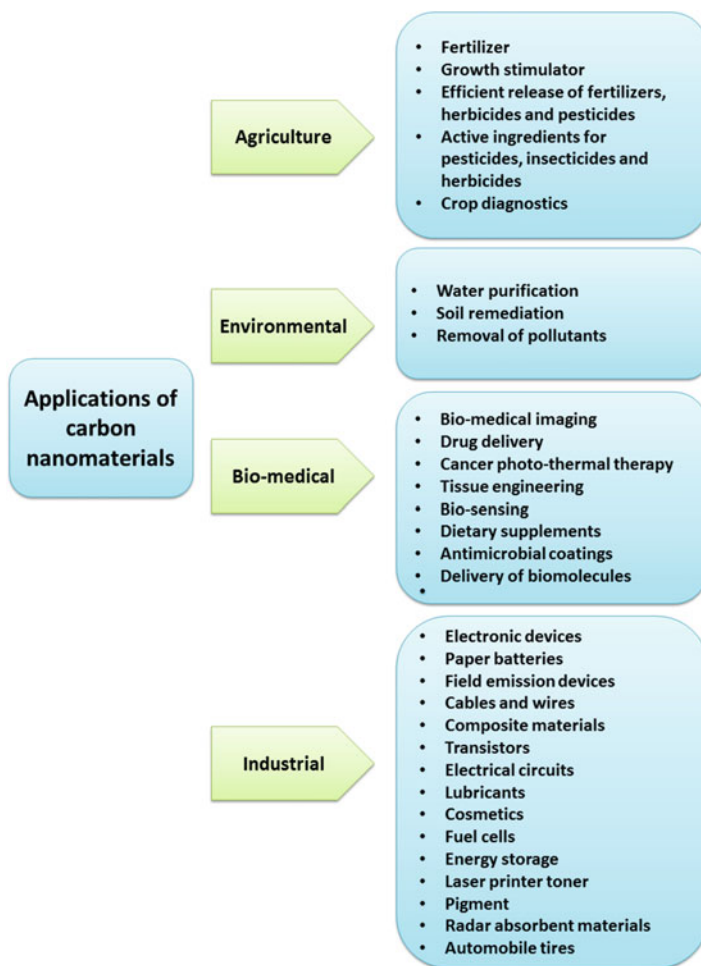 Applications of
carbon
nanomaterials
Agriculture
• Fertilizer
• Growth stimulator
• Efficient release of fertilizers,
herbicides and pesticides
• Active ingredients for
pesticides, insecticides and
herbicides
• Crop diagnostics
Environmental
• Water purification
• Soil remediation
• Removal of pollutants
Bio-medical
• Bio-medical imaging
• Drug delivery
• Cancer photo-thermal therapy
• Tissue engineering
• Bio-sensing
• Dietary supplements
• Antimicrobial coatings
• Delivery of biomolecules
•
Industrial
• Electronic devices
• Paper batteries
• Field emission devices
• Cables and wires
• Composite materials
• Transistors
• Electrical circuits
• Lubricants
• Cosmetics
• Fuel cells
• Energy storage
• Laser printer toner
• Pigment
• Radar absorbent materials
• Automobile tires